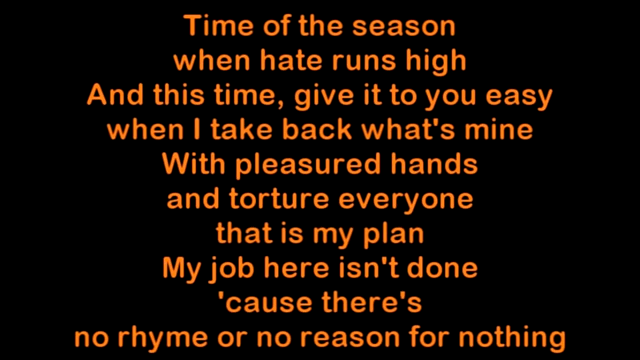 Time of the season
when hate runs high
And this time, give it to you easy
when I take back what's mine
With pleasured hands
and torture everyone
that is my plan
My job here isn't done
'cause there's
no rhyme or no reason for nothing